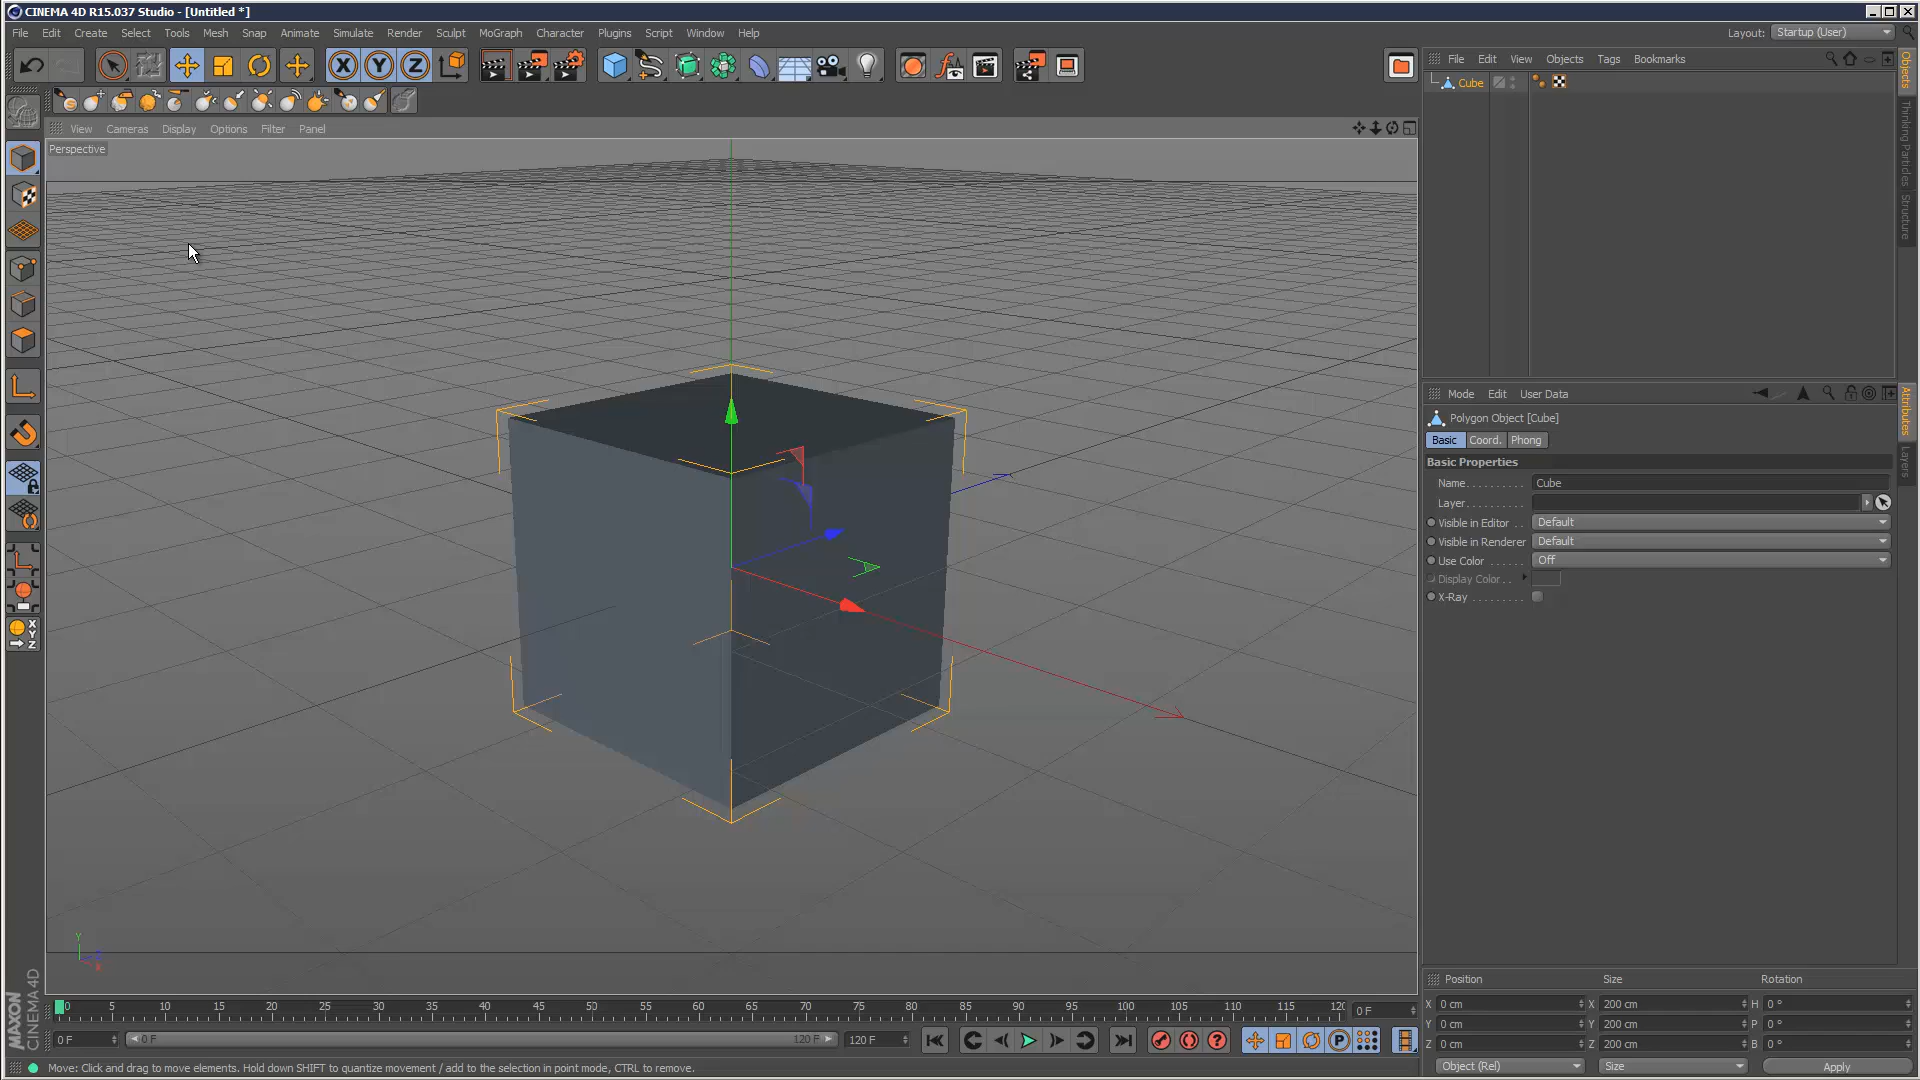 CINEMA 4D R15.037 Studio - [Untitled *]
File Edit Create Select Tools Mesh Snap Animate Simulate Render Sculpt MoGraph Character Plugins Script Window Help
Layout: Startup (User)
X Y Z
File Edit View Objects Tags Bookmarks
Cube
View Cameras Display Options Filter Panel
Perspective
Objects
Thinking Particles
Structure
Mode Edit User Data
Polygon Object [Cube]
Basic Coord. Phong
Basic Properties
Name.......... Cube
Layer..........
Visible in Editor .. Default
Visible in Renderer Default
Use Color ...... Off
Display Color..
X-Ray .........
Attributes
Layers
X
Y
Z
Y
MAXON
CINEMA 4D
Position Size Rotation
X 0 cm X 200 cm H 0 °
Y 0 cm Y 200 cm P 0 °
Z 0 cm Z 200 cm B 0 °
Object (Rel) Size Apply
0 5 10 15 20 25 30 35 40 45 50 55 60 65 70 75 80 85 90 95 100 105 110 115 0 F
0 F 0 F 120 F 120 F
? P
Move: Click and drag to move elements. Hold down SHIFT to quantize movement / add to the selection in point mode, CTRL to remove.